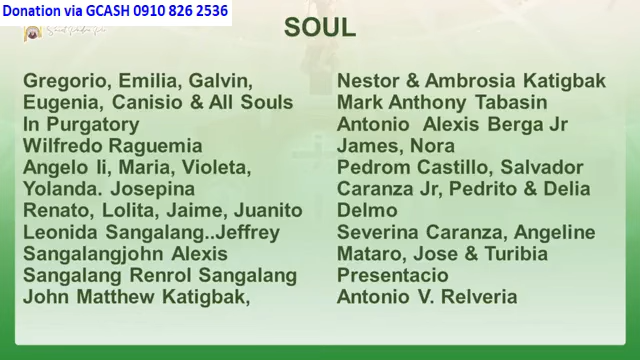 Donation via GCASH 0910 826 2536
SOUL
Gregorio, Emilia, Galvin,
Eugenia, Canisio & All Souls
In Purgatory
Wilfredo Raguemia
Angelo Ii, Maria, Violeta,
Yolanda. Josepina
Renato, Lolita, Jaime, Juanito
Leonida Sangalang..Jeffrey
Sangalangjohn Alexis
Sangalang Renrol Sangalang
John Matthew Katigbak,
Nestor & Ambrosia Katigbak
Mark Anthony Tabasin
Antonio Alexis Berga Jr
James, Nora
Pedrom Castillo, Salvador
Caranza Jr, Pedrito & Delia
Delmo
Severina Caranza, Angeline
Mataro, Jose & Turibia
Presentacio
Antonio V. Relveria